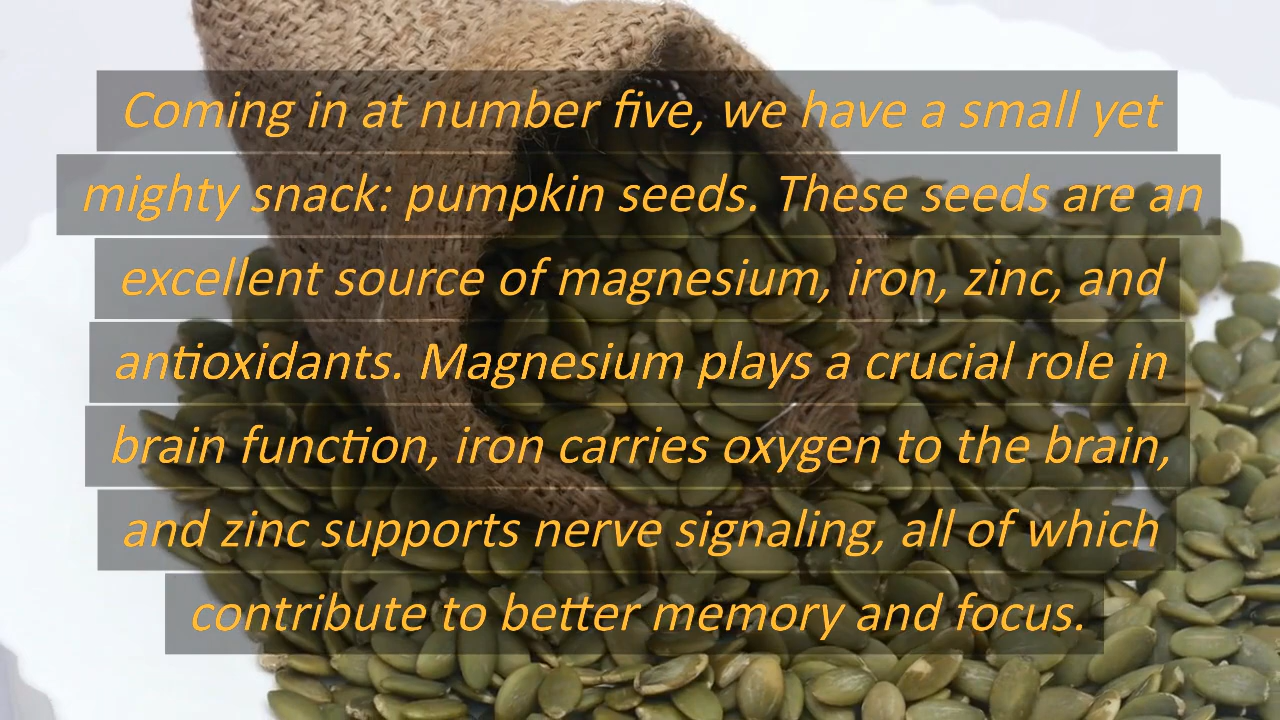 Coming in at number five, we have a small yet
mighty snack: pumpkin seeds. These seeds are an
excellent source of magnesium, iron, zinc, and
antioxidants. Magnesium plays a crucial role in
brain function, iron carries oxygen to the brain,
and zinc supports nerve signaling, all of which
contribute to better memory and focus.